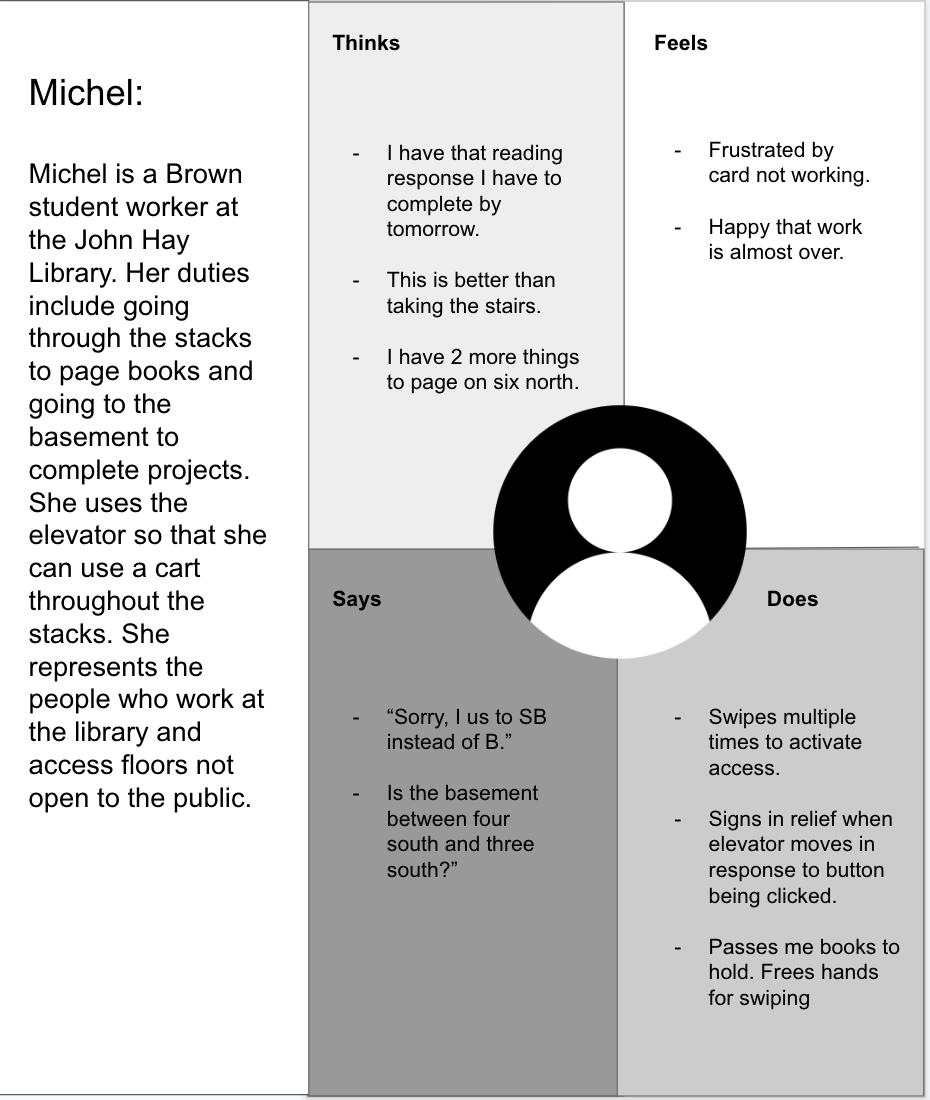 Michel:
Michel is a Brown
student worker at
the John Hay
Library. Her duties
include going
through the stacks
to page books and
going to the
basement to
complete projects.
She uses the
elevator so that she
can use a cart
throughout the
stacks. She
represents the
people who work at
the library and
access floors not
open to the public.
Thinks
- I have that reading
response I have to
complete by
tomorrow.
- This is better than
taking the stairs.
- I have 2 more things
to page on six north.
Feels
- Frustrated by
card not working.
- Happy that work
is almost over.
Says
- “Sorry, I us to SB
instead of B.”
- Is the basement
between four
south and three
south?”
Does
- Swipes multiple
times to activate
access.
- Signs in relief when
elevator moves in
response to button
being clicked.
- Passes me books to
hold. Frees hands
for swiping